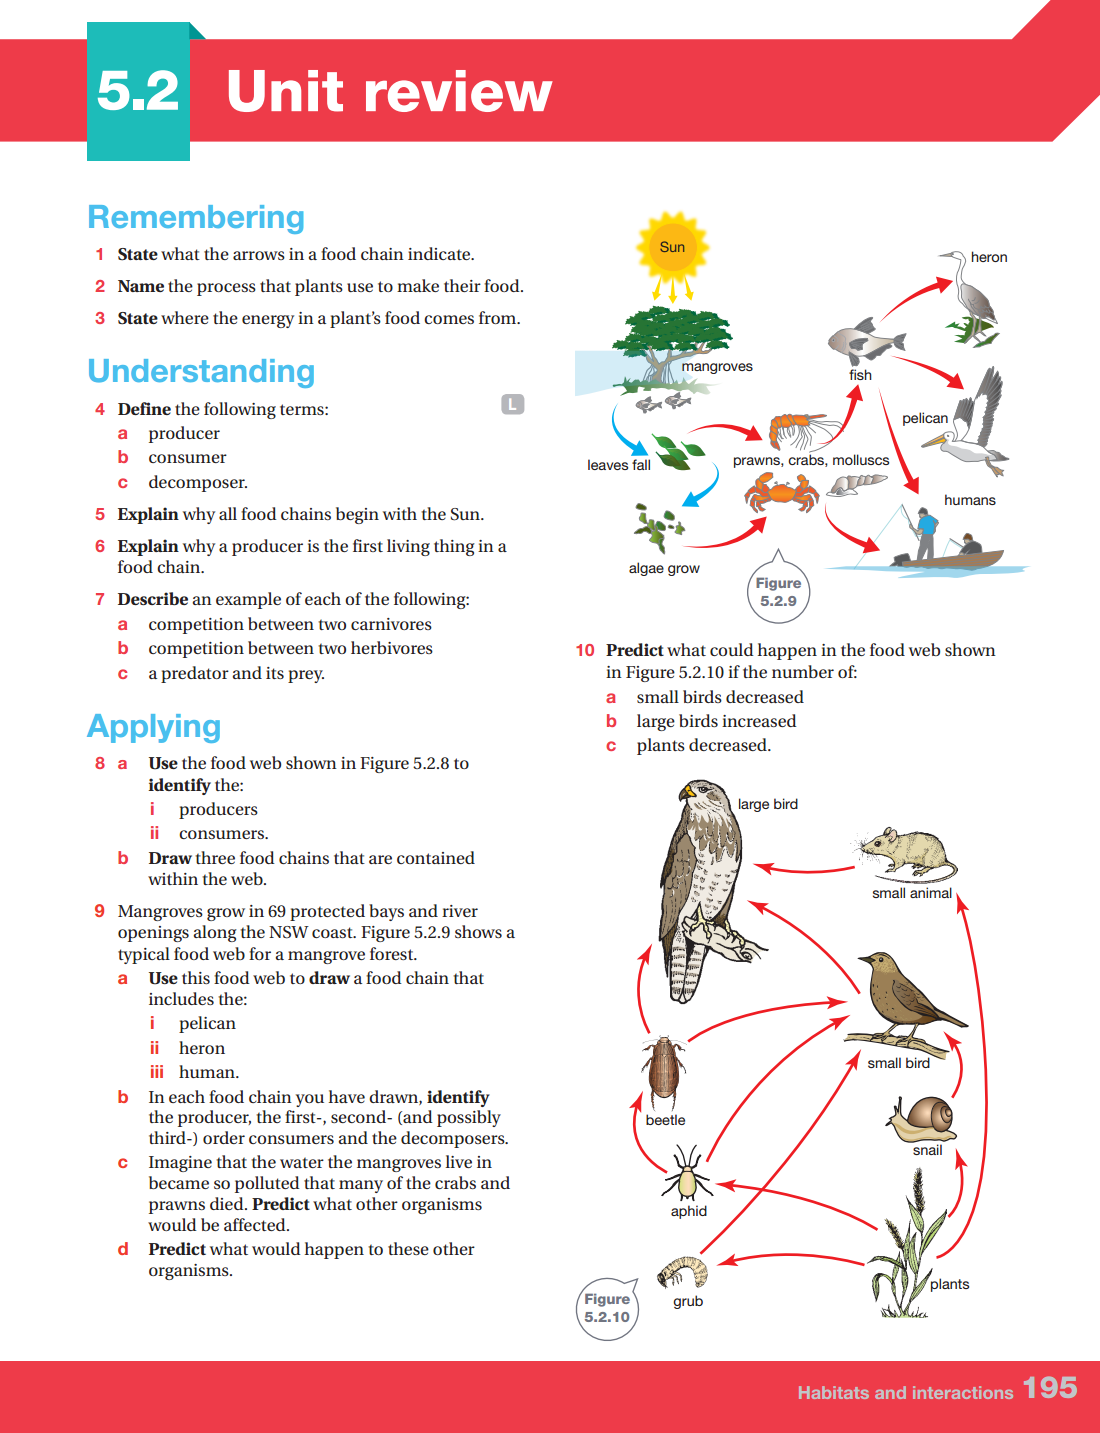 5.2 Unit review
Remembering
1 State what the arrows in a food chain indicate.
2 Name the process that plants use to make their food.
3 State where the energy in a plant's food comes from.
Understanding
4 Define the following terms:
L
a producer
b consumer
c decomposer.
5 Explain why all food chains begin with the Sun.
6 Explain why a producer is the first living thing in a
food chain.
7 Describe an example of each of the following:
a competition between two carnivores
b competition between two herbivores
c a predator and its prey.
Applying
8 a Use the food web shown in Figure 5.2.8 to
identify the:
i producers
ii consumers.
b Draw three food chains that are contained
within the web.
9 Mangroves grow in 69 protected bays and river
openings along the NSW coast. Figure 5.2.9 shows a
typical food web for a mangrove forest.
a Use this food web to draw a food chain that
includes the:
i pelican
ii heron
iii human.
b In each food chain you have drawn, identify
the producer, the first-, second- (and possibly
third-) order consumers and the decomposers.
c Imagine that the water the mangroves live in
became so polluted that many of the crabs and
prawns died. Predict what other organisms
would be affected.
d Predict what would happen to these other
organisms.
Sun
heron
mangroves
fish
pelican
leaves fall
prawns, crabs, molluscs
humans
algae grow
Figure
5.2.9
10 Predict what could happen in the food web shown
in Figure 5.2.10 if the number of:
a small birds decreased
b large birds increased
c plants decreased.
large bird
small animal
small bird
beetle
snail
aphid
plants
grub
Figure
5.2.10
Habitats and interactions 195